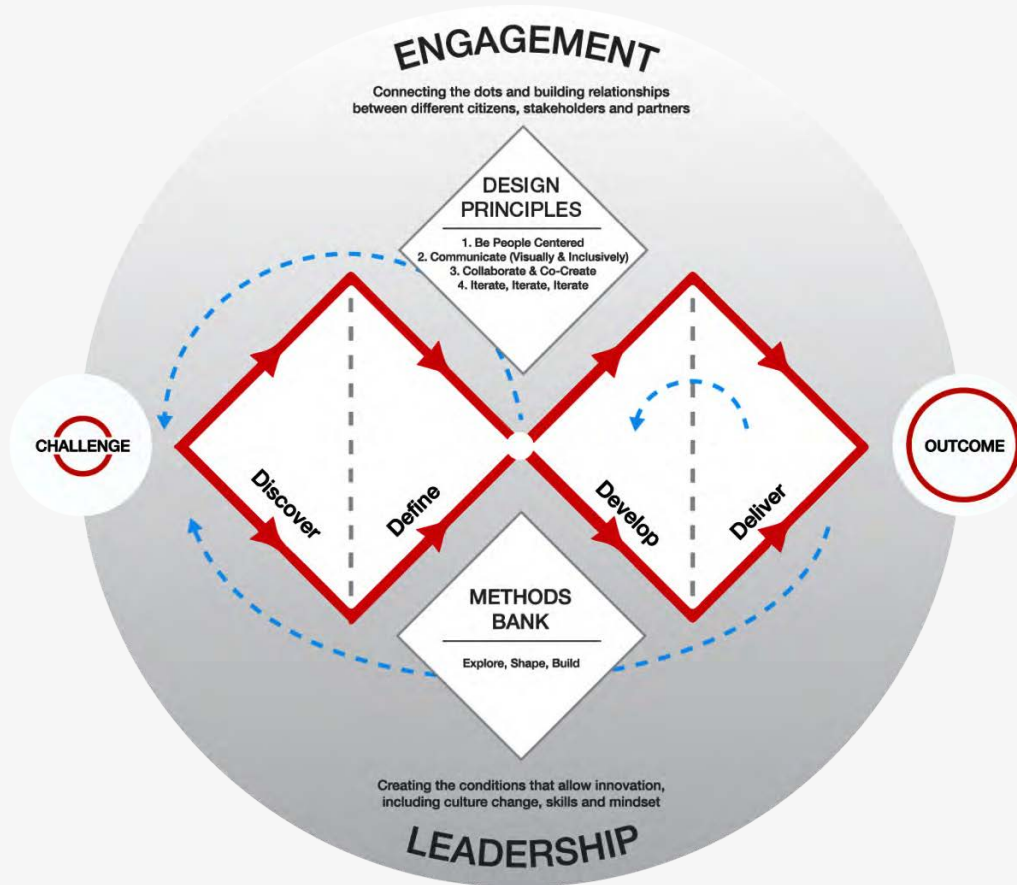 ENGAGEMENT
Connecting the dots and building relationships
between different citizens, stakeholders and partners
DESIGN
PRINCIPLES
1. Be People Centered
2. Communicate (Visually & Inclusively)
3. Collaborate & Co-Create
4. Iterate, Iterate, Iterate
CHALLENGE
Discover
Define
Develop
Deliver
OUTCOME
METHODS
BANK
Explore, Shape, Build
Creating the conditions that allow innovation,
including culture change, skills and mindset
LEADERSHIP